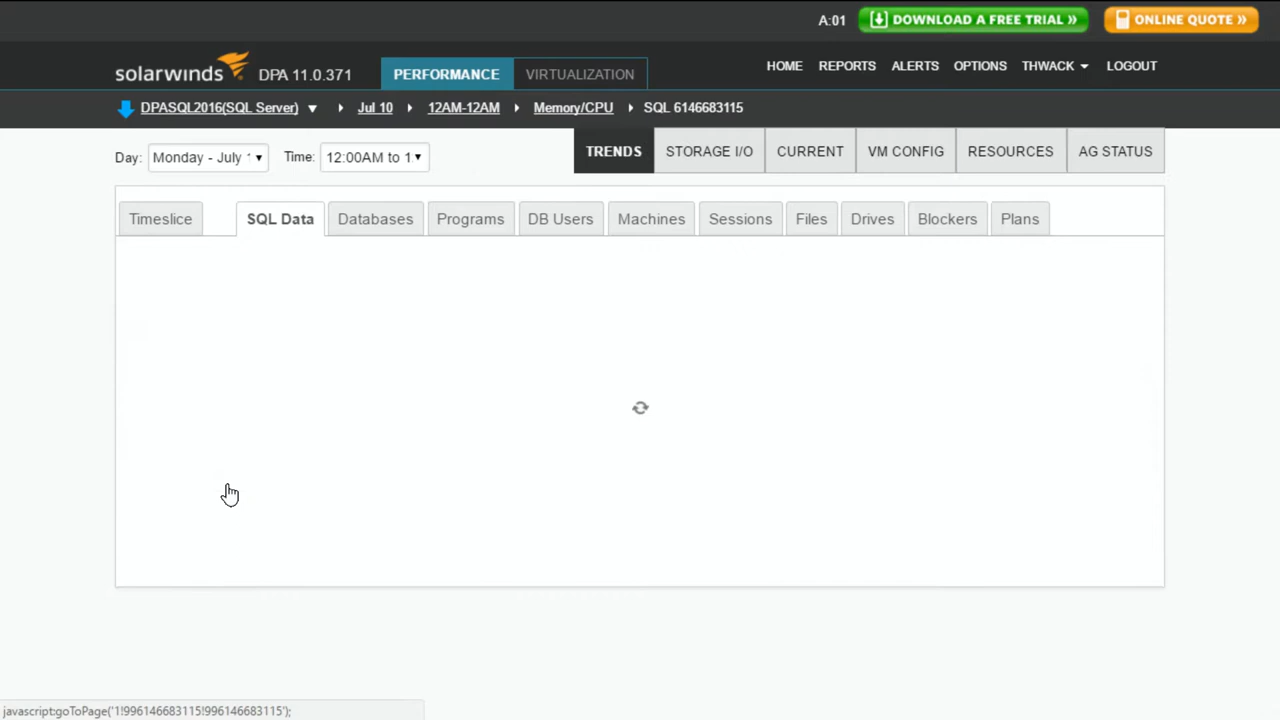 A:01
DOWNLOAD A FREE TRIAL »
ONLINE QUOTE »
solarwinds DPA 11.0.371
PERFORMANCE
VIRTUALIZATION
HOME REPORTS ALERTS OPTIONS THWACK LOGOUT
DPASQL2016(SQL Server) Jul 10 12AM-12AM Memory/CPU SQL 6146683115
Day: Monday - July Time: 12:00AM to 1
TRENDS STORAGE I/O CURRENT VM CONFIG RESOURCES AG STATUS
Timeslice SQL Data Databases Programs DB Users Machines Sessions Files Drives Blockers Plans
javascript:goToPage('1!996146683115!996146683115');